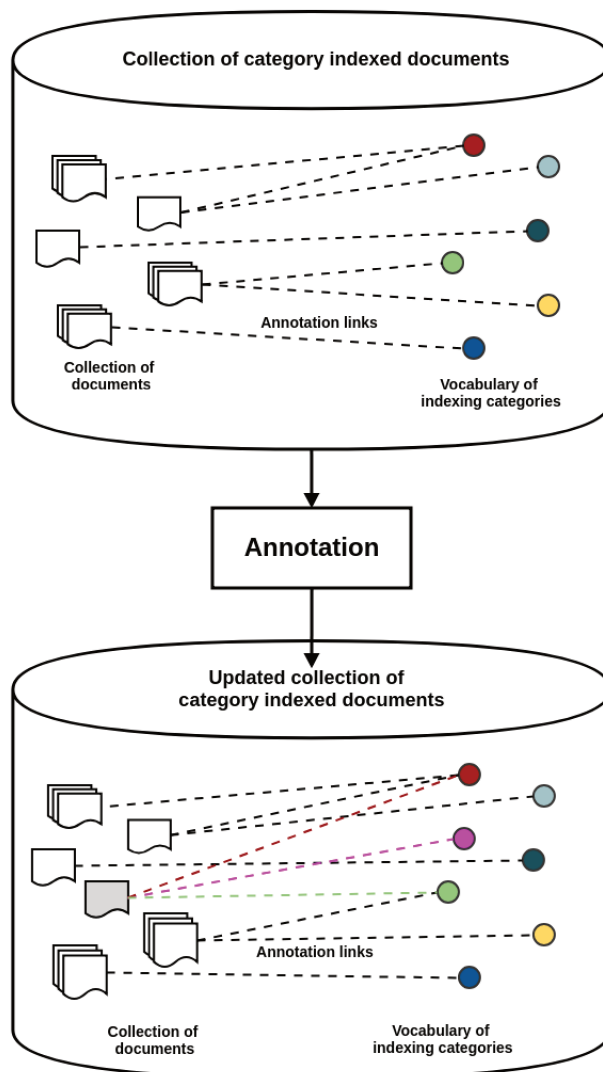 Collection of category indexed documents
Annotation links
Collection of
documents
Vocabulary of
indexing categories
Annotation
Updated collection of
category indexed documents
Annotation links
Collection of
documents
Vocabulary of
indexing categories